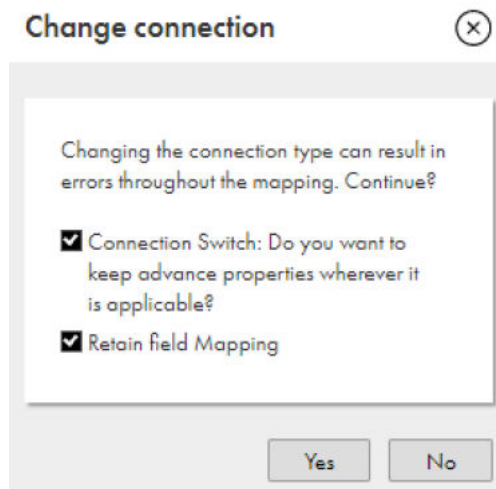 Change connection
Changing the connection type can result in
errors throughout the mapping. Continue?
Connection Switch: Do you want to
keep advance properties wherever it
is applicable?
Retain field Mapping
Yes No